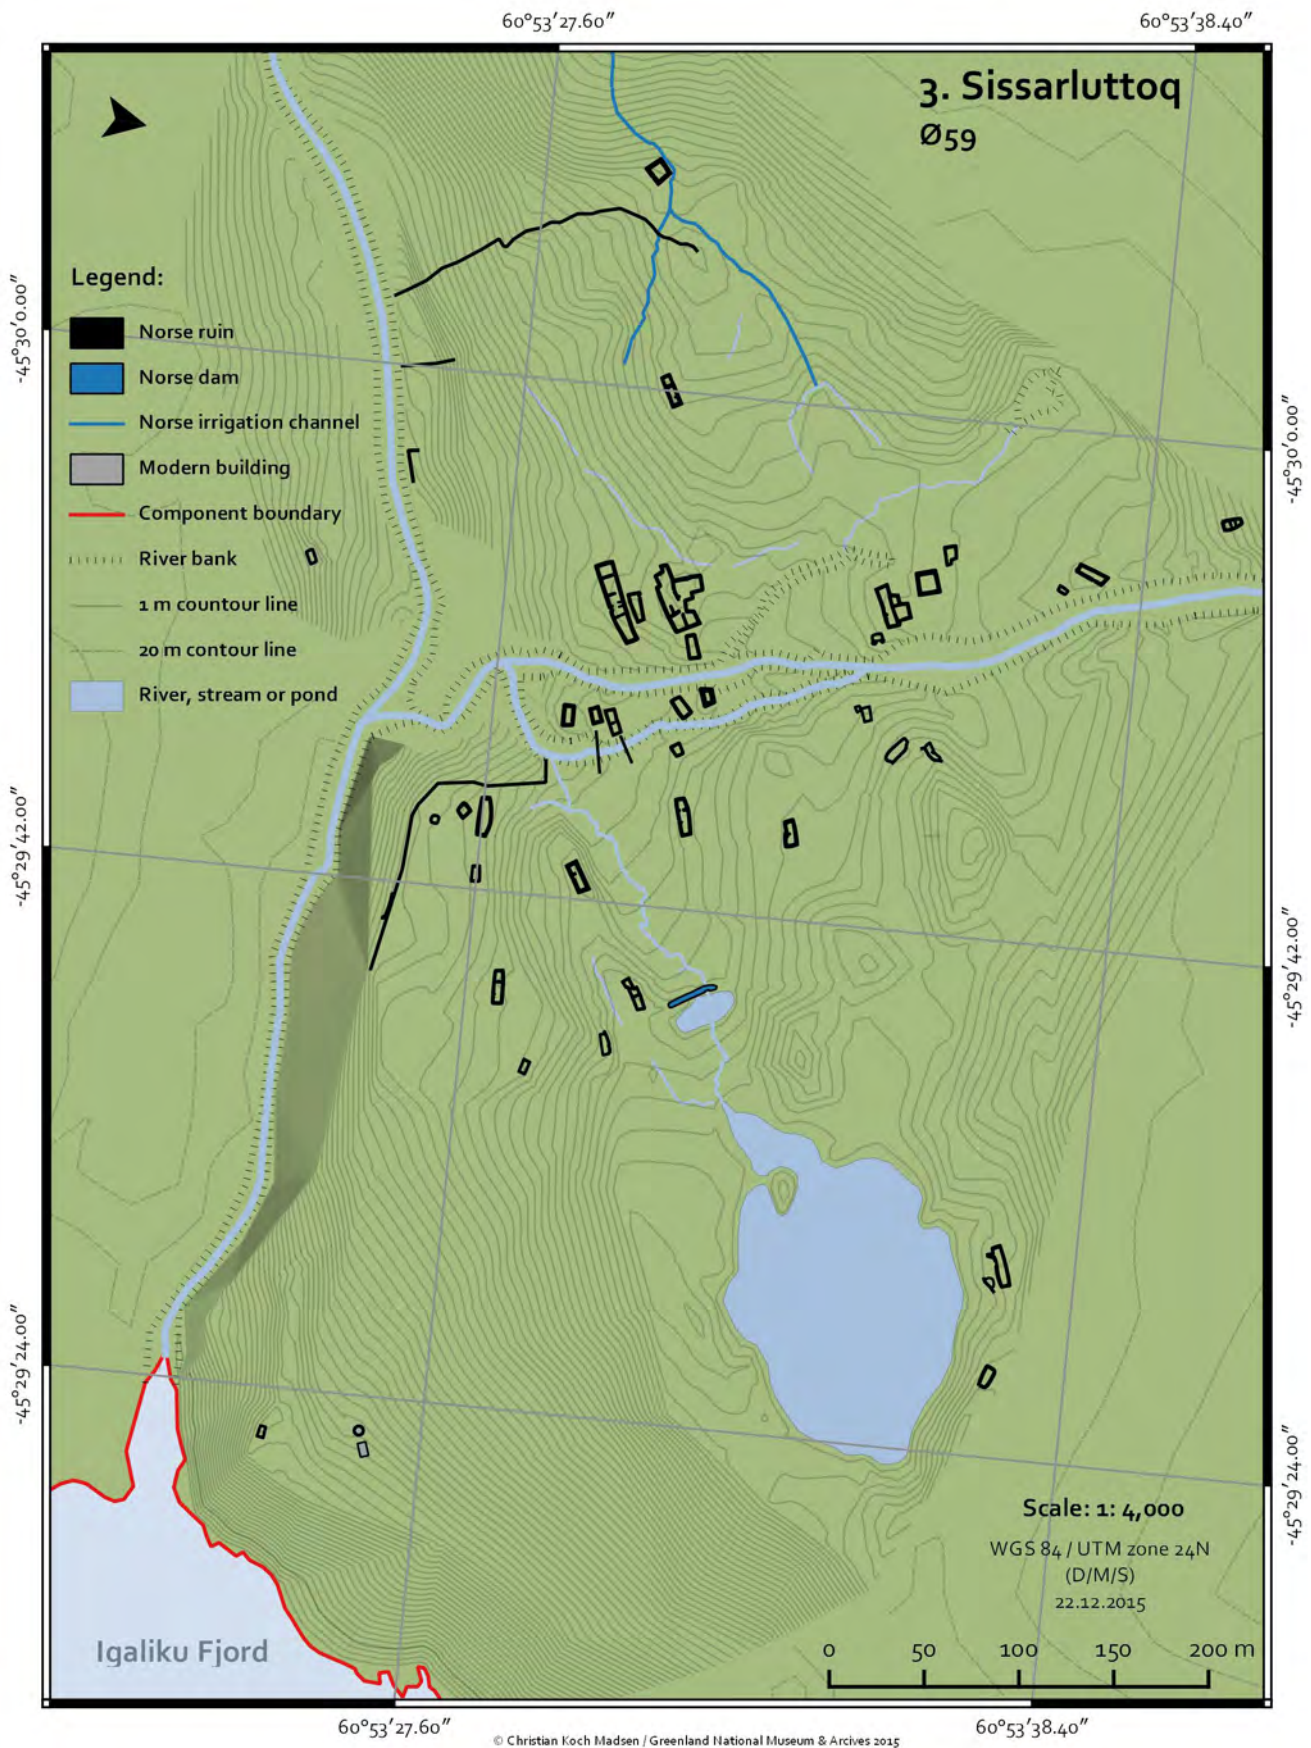 60°53′27.60″
60°53′38.40″
3. Sissarluttoq
Ø59
Legend:
Norse ruin
Norse dam
Norse irrigation channel
Modern building
Component boundary
River bank
1 m countour line
20 m contour line
River, stream or pond
-45°30′0.00″
-45°30′0.00″
-45°29′42.00″
-45°29′42.00″
-45°29′24.00″
-45°29′24.00″
Scale: 1: 4,000
WGS 84 / UTM zone 24N
(D/M/S)
22.12.2015
Igaliku Fjord
0 50 100 150 200 m
60°53′27.60″
60°53′38.40″
© Christian Koch Madsen / Greenland National Museum & Arcives 2015